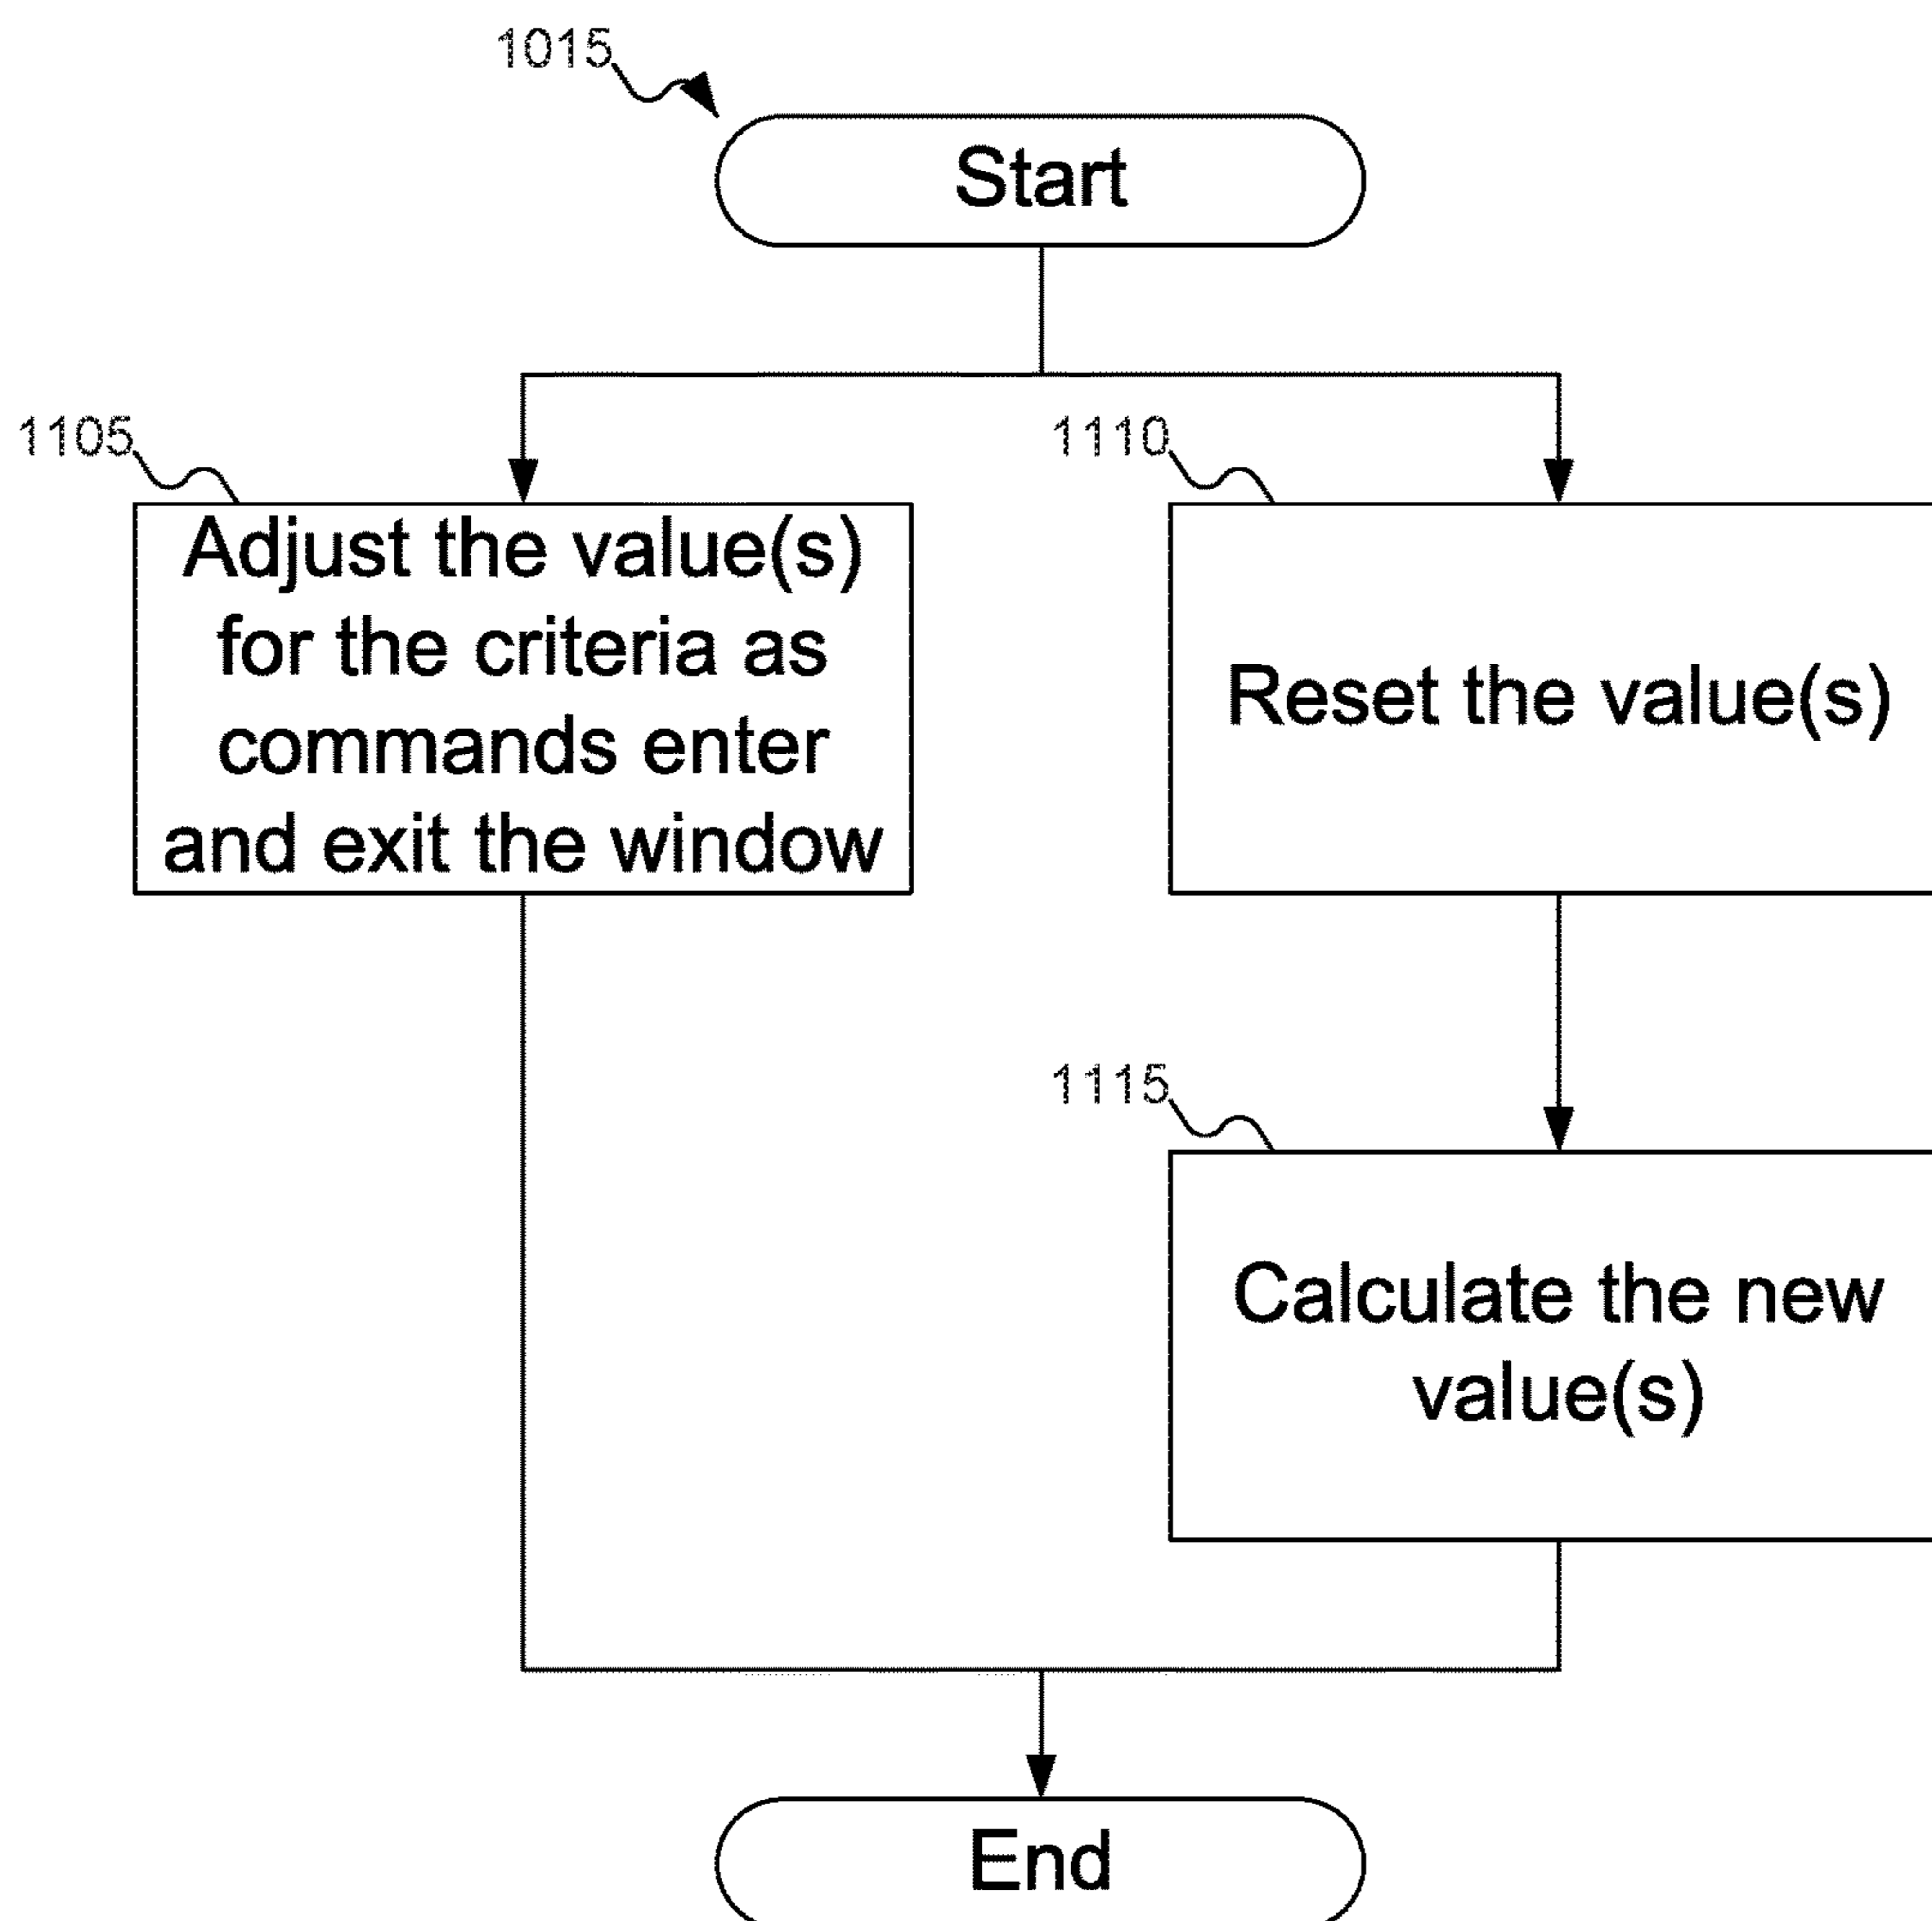 1015
Start
1105
Adjust the value(s)
for the criteria as
commands enter
and exit the window
1110
Reset the value(s)
1115
Calculate the new
value(s)
End